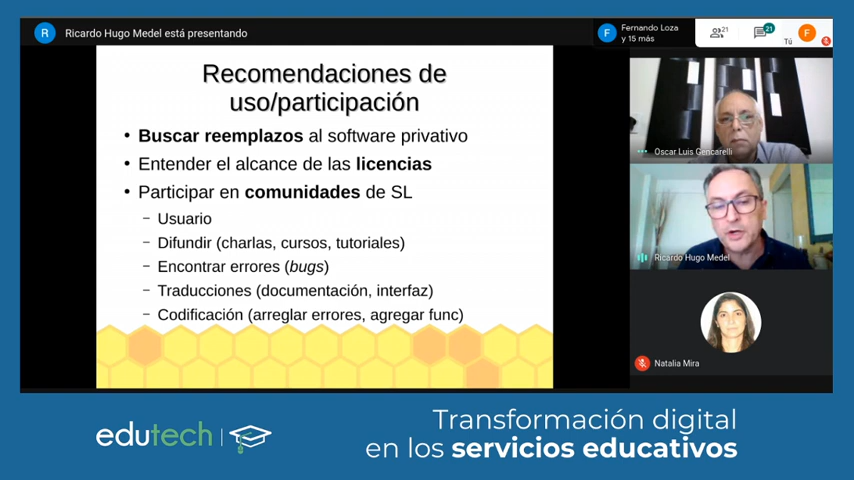 R Ricardo Hugo Medel está presentando
F Fernando Loza
y 15 más
21
21
Tú
F
Recomendaciones de
uso/participación
• Buscar reemplazos al software privativo
• Entender el alcance de las licencias
• Participar en comunidades de SL
– Usuario
– Difundir (charlas, cursos, tutoriales)
– Encontrar errores (bugs)
– Traducciones (documentación, interfaz)
– Codificación (arreglar errores, agregar func)
Oscar Luis Gencarelli
Ricardo Hugo Medel
Natalia Mira
edutech
Transformación digital
en los servicios educativos